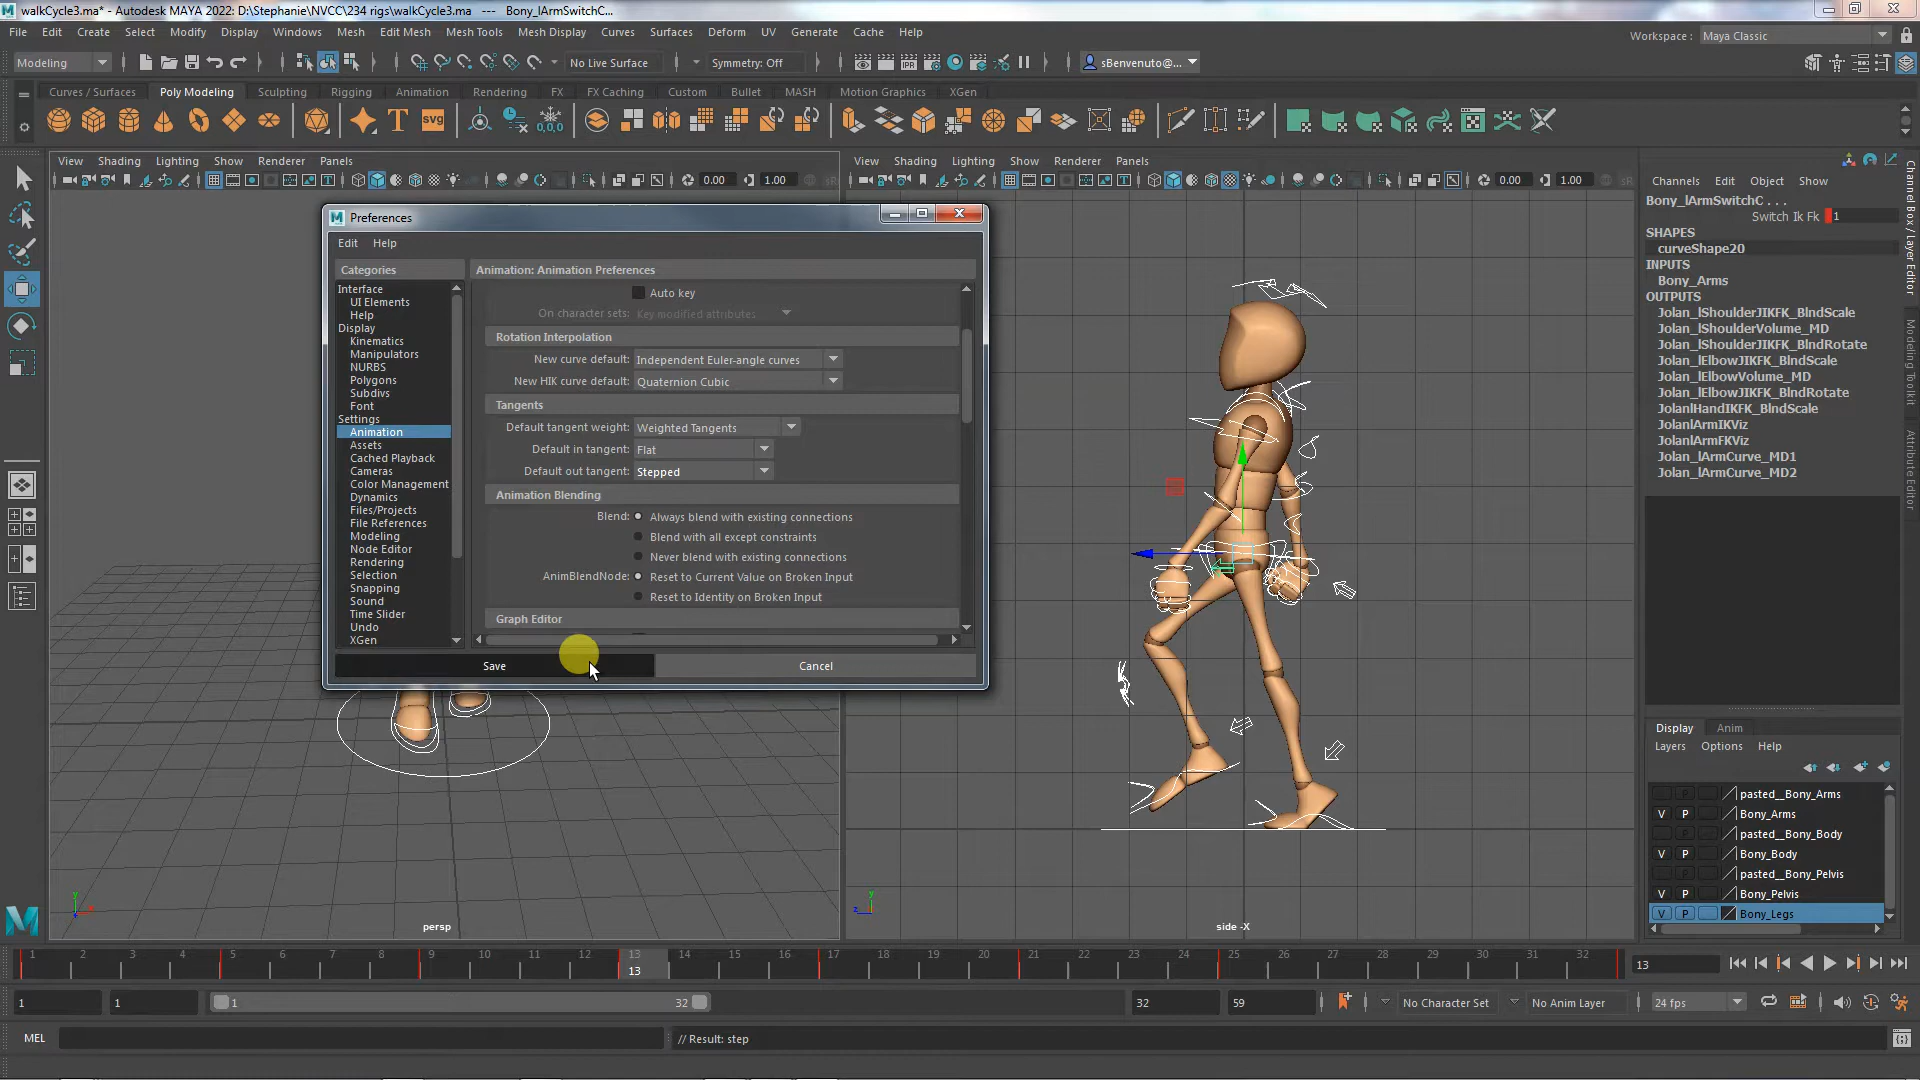 walkCycle3.ma* - Autodesk MAYA 2022: D:\Stephanie\NVCC\234 rigs\walkCycle3.ma --- Bony_lArmSwitchC...
File Edit Create Select Modify Display Windows Mesh Edit Mesh Mesh Tools Mesh Display Curves Surfaces Deform UV Generate Cache Help
Workspace : Maya Classic
Modeling No Live Surface Symmetry: Off sBenvenuto@...
Curves / Surfaces Poly Modeling Sculpting Rigging Animation Rendering FX FX Caching Custom Bullet MASH Motion Graphics XGen
View Shading Lighting Show Renderer Panels
0.00 1.00
View Shading Lighting Show Renderer Panels
0.00 1.00
Preferences
Edit Help
Categories
Interface
UI Elements
Help
Display
Kinematics
Manipulators
NURBS
Polygons
Subdivs
Font
Settings
Animation
Assets
Cached Playback
Cameras
Color Management
Dynamics
Files/Projects
File References
Modeling
Node Editor
Rendering
Selection
Snapping
Sound
Time Slider
Undo
XGen
Animation: Animation Preferences
Auto key
On character sets: Key modified attributes
Rotation Interpolation
New curve default: Independent Euler-angle curves
New HIK curve default: Quaternion Cubic
Tangents
Default tangent weight: Weighted Tangents
Default in tangent: Flat
Default out tangent: Stepped
Animation Blending
Blend: Always blend with existing connections
Blend with all except constraints
Never blend with existing connections
AnimBlendNode: Reset to Current Value on Broken Input
Reset to Identity on Broken Input
Graph Editor
Save Cancel
persp
side -X
Channels Edit Object Show
Bony_lArmSwitchC . . .
Switch Ik Fk 1
SHAPES
curveShape20
INPUTS
Bony_Arms
OUTPUTS
Jolan_lShoulderJIKFK_BlndScale
Jolan_lShoulderVolume_MD
Jolan_lShoulderJIKFK_BlndRotate
Jolan_lElbowJIKFK_BlndScale
Jolan_lElbowVolume_MD
Jolan_lElbowJIKFK_BlndRotate
JolanlHandIKFK_BlndScale
JolanlArmIKViz
JolanlArmFKViz
Jolan_lArmCurve_MD1
Jolan_lArmCurve_MD2
Channel Box / Layer Editor
Modeling Toolkit
Attribute Editor
Display Anim
Layers Options Help
P pasted__Bony_Arms
V P Bony_Arms
P pasted__Bony_Body
V P Bony_Body
P pasted__Bony_Pelvis
V P Bony_Pelvis
V P Bony_Legs
1 2 3 4 5 6 7 8 9 10 11 12 13 14 15 16 17 18 19 20 21 22 23 24 25 26 27 28 29 30 31 32
13
13
1 1 1 32 32 59 No Character Set No Anim Layer 24 fps
MEL // Result: step